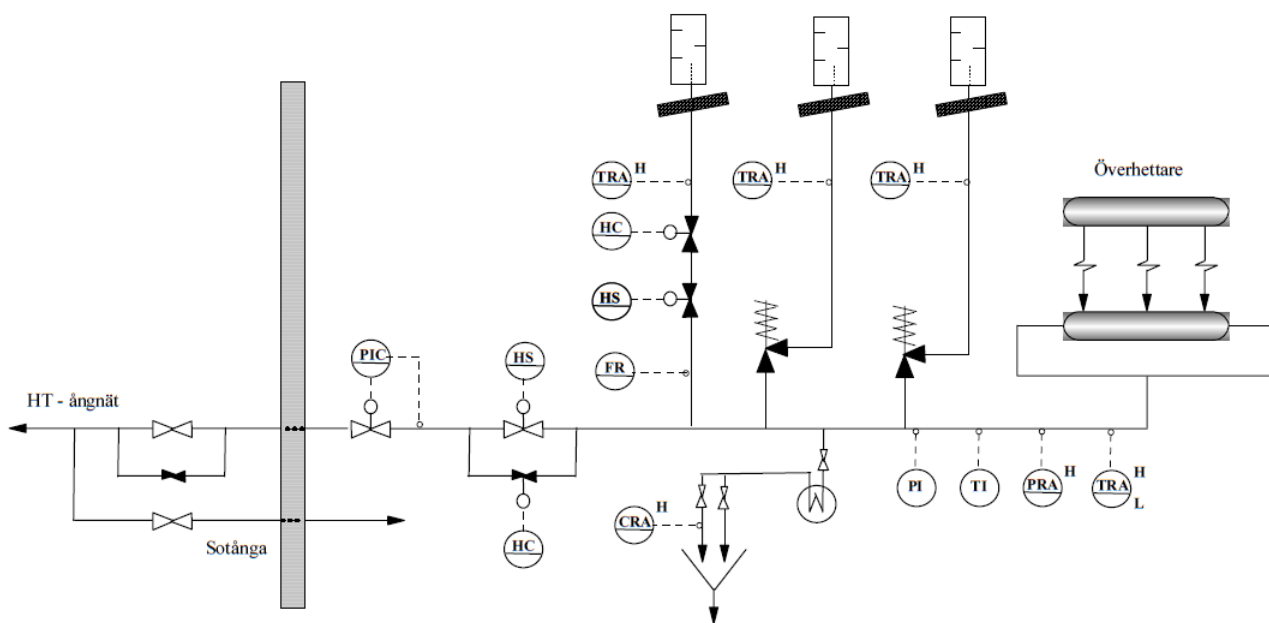 TRA H
TRA H
TRA H
Överhettare
HC
HS
FR
PIC
HS
HT - ångnät
PI
TI
PRA H
TRA H
L
CRA H
HC
Sotånga